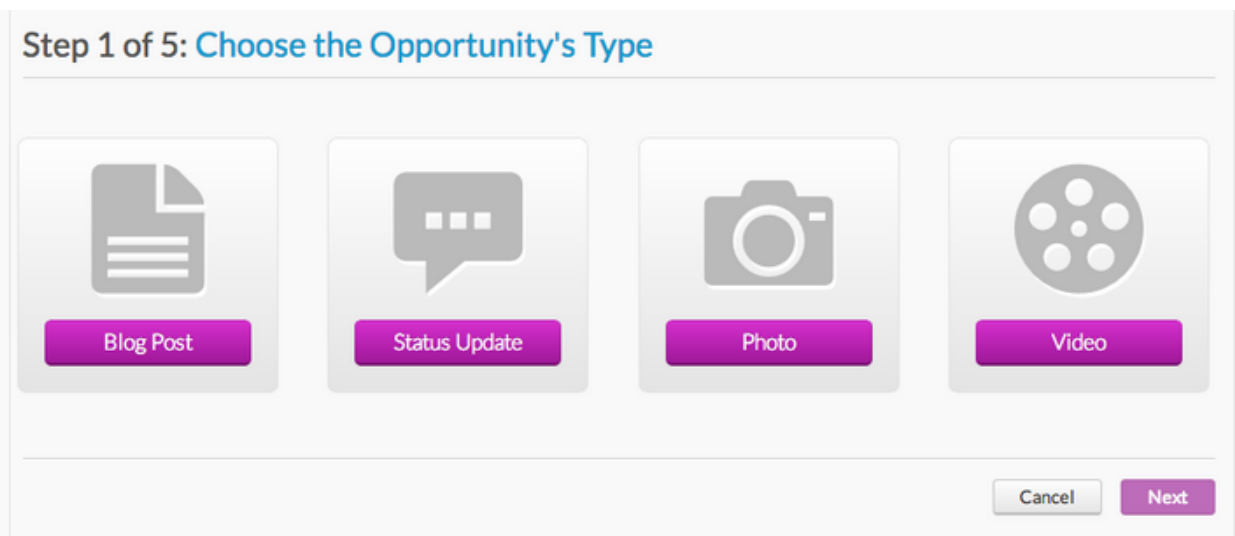 Step 1 of 5: Choose the Opportunity's Type
Blog Post
Status Update
Photo
Video
Cancel
Next